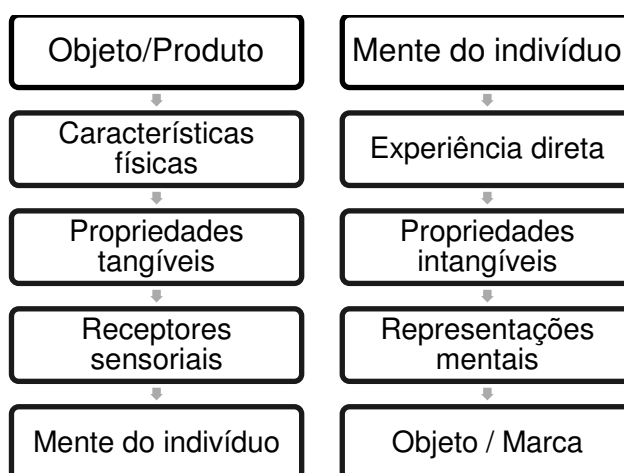 Objeto/Produto
Características
físicas
Propriedades
tangíveis
Receptores
sensoriais
Mente do indivíduo
Mente do indivíduo
Experiência direta
Propriedades
intangíveis
Representações
mentais
Objeto / Marca